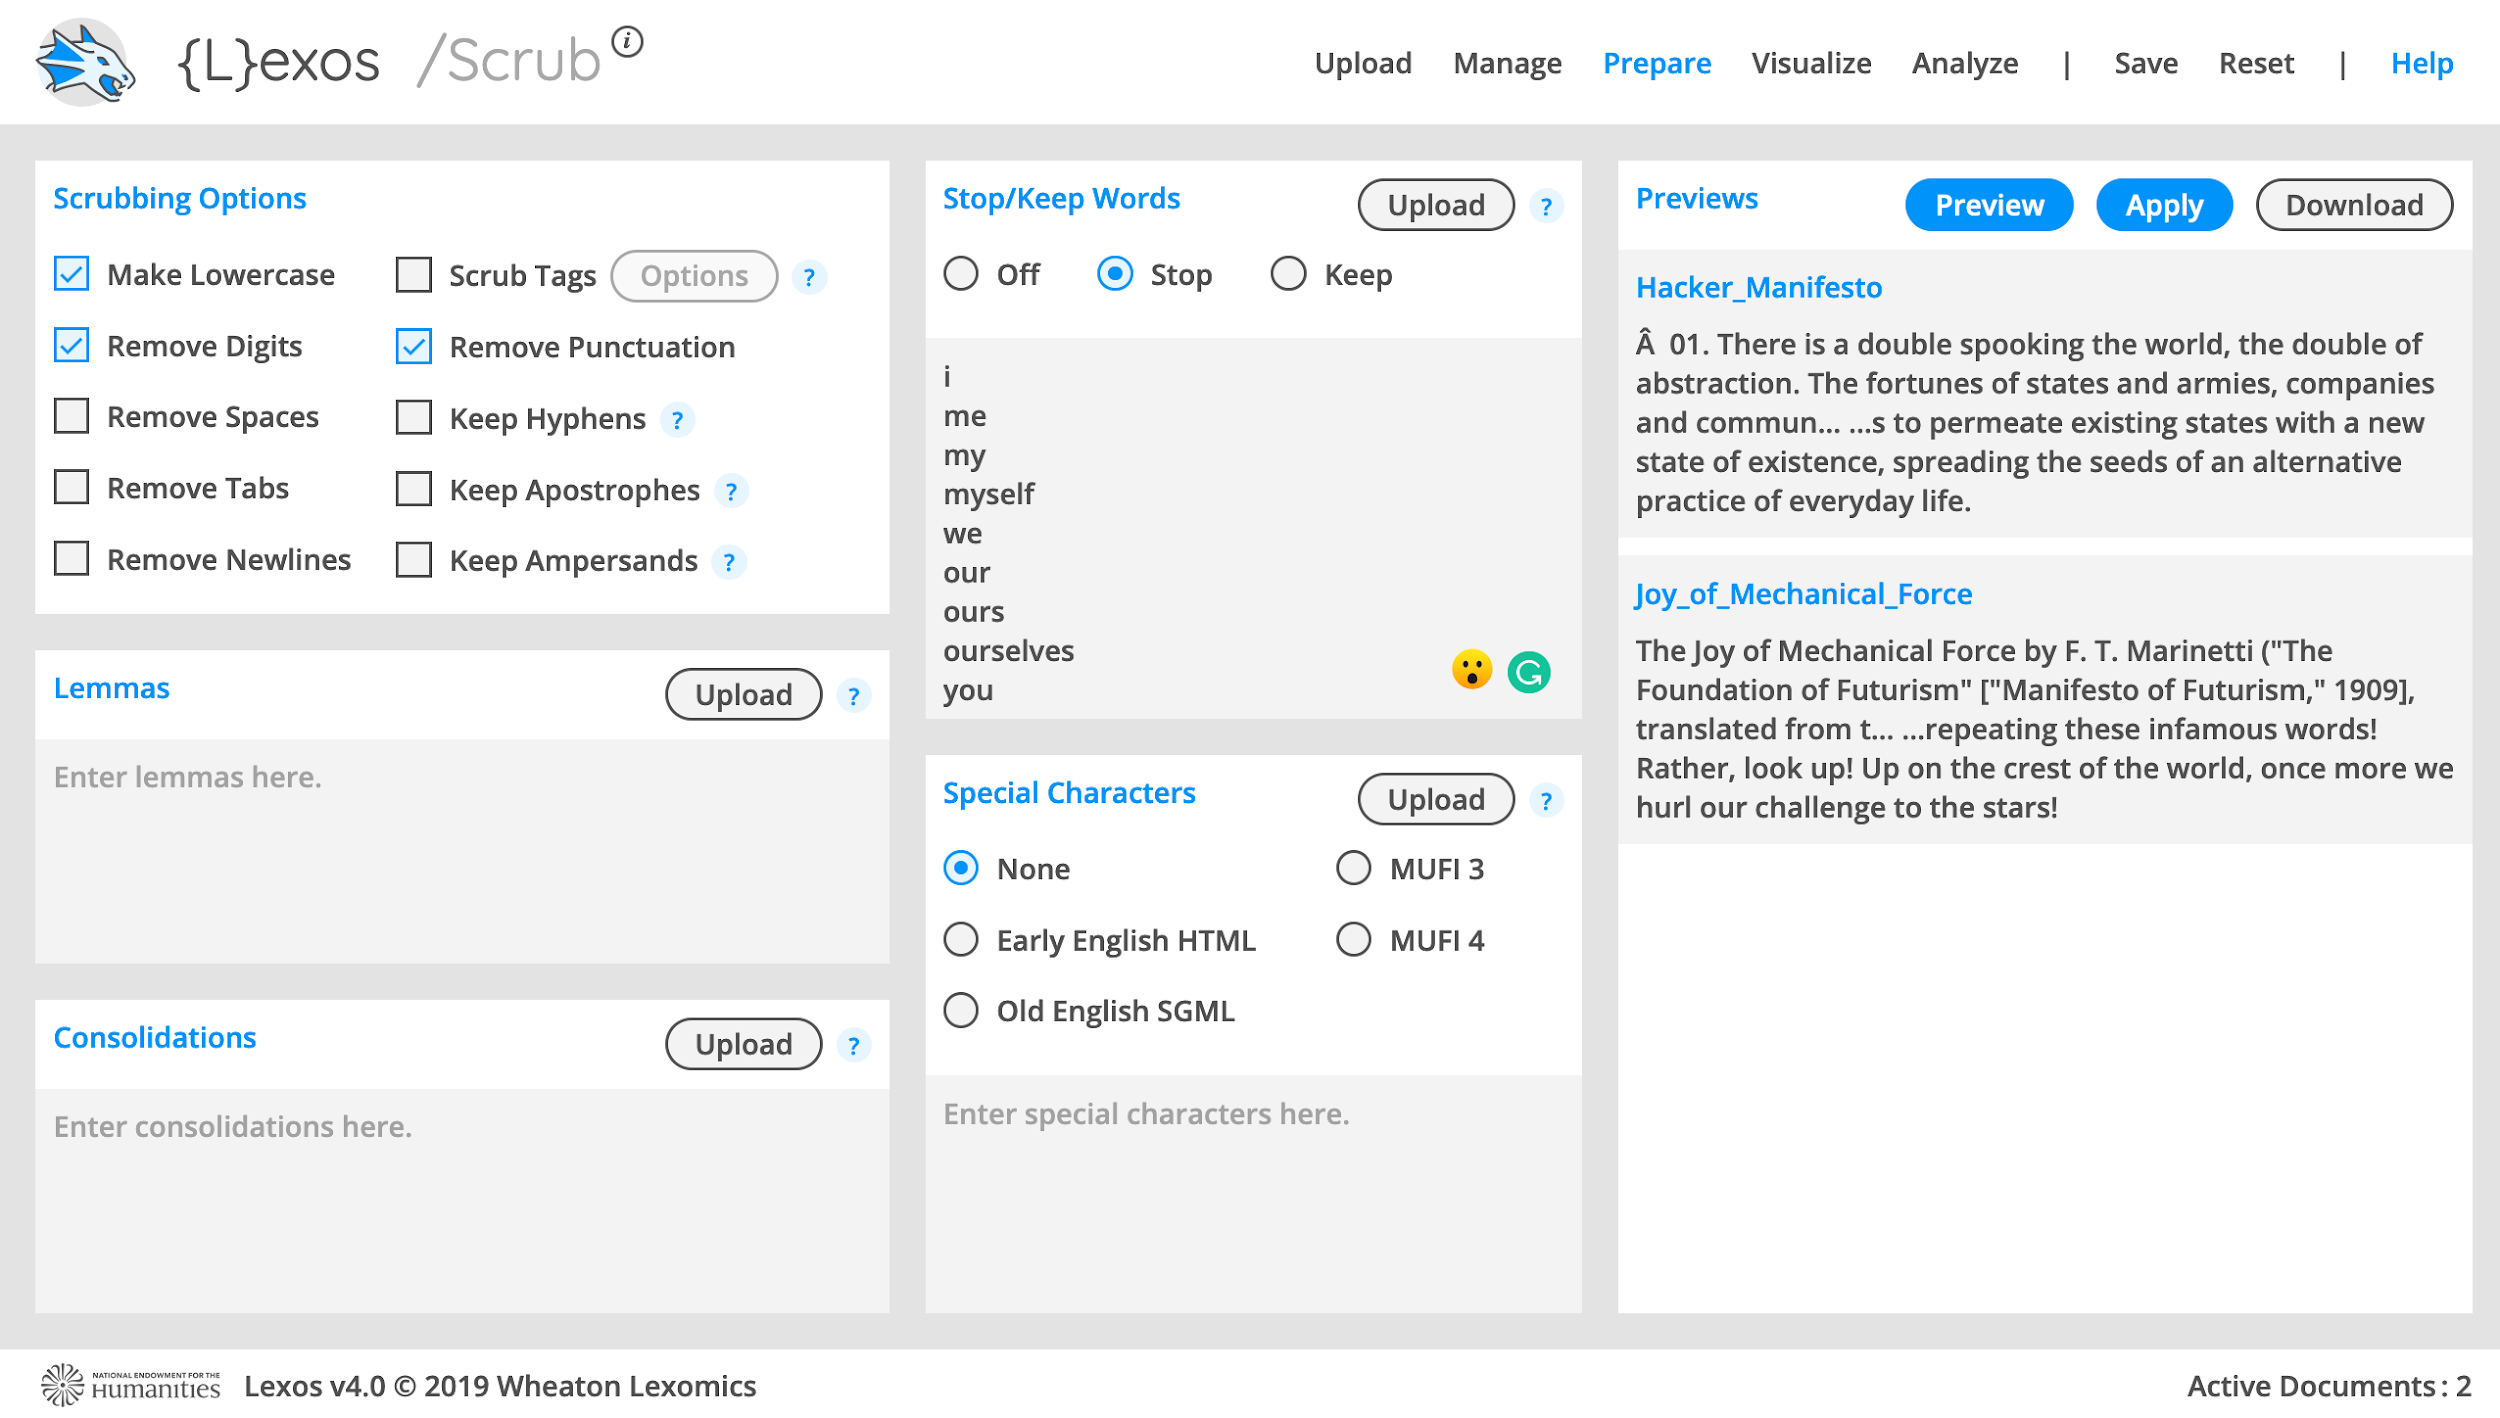 {L}exos /Scrub i
Upload Manage Prepare Visualize Analyze | Save Reset | Help
Scrubbing Options
Make Lowercase
Scrub Tags Options ?
Remove Digits
Remove Punctuation
Remove Spaces
Keep Hyphens ?
Remove Tabs
Keep Apostrophes ?
Remove Newlines
Keep Ampersands ?
Lemmas Upload ?
Enter lemmas here.
Consolidations Upload ?
Enter consolidations here.
Stop/Keep Words Upload ?
Off Stop Keep
i
me
my
myself
we
our
ours
ourselves
you
Special Characters Upload ?
None MUFI 3
Early English HTML MUFI 4
Old English SGML
Enter special characters here.
Previews Preview Apply Download
Hacker_Manifesto
Â 01. There is a double spooking the world, the double of
abstraction. The fortunes of states and armies, companies
and commun... ...s to permeate existing states with a new
state of existence, spreading the seeds of an alternative
practice of everyday life.
Joy_of_Mechanical_Force
The Joy of Mechanical Force by F. T. Marinetti ("The
Foundation of Futurism" ["Manifesto of Futurism," 1909],
translated from t... ...repeating these infamous words!
Rather, look up! Up on the crest of the world, once more we
hurl our challenge to the stars!
NATIONAL ENDOWMENT FOR THE
Humanities
Lexos v4.0 © 2019 Wheaton Lexomics
Active Documents: 2